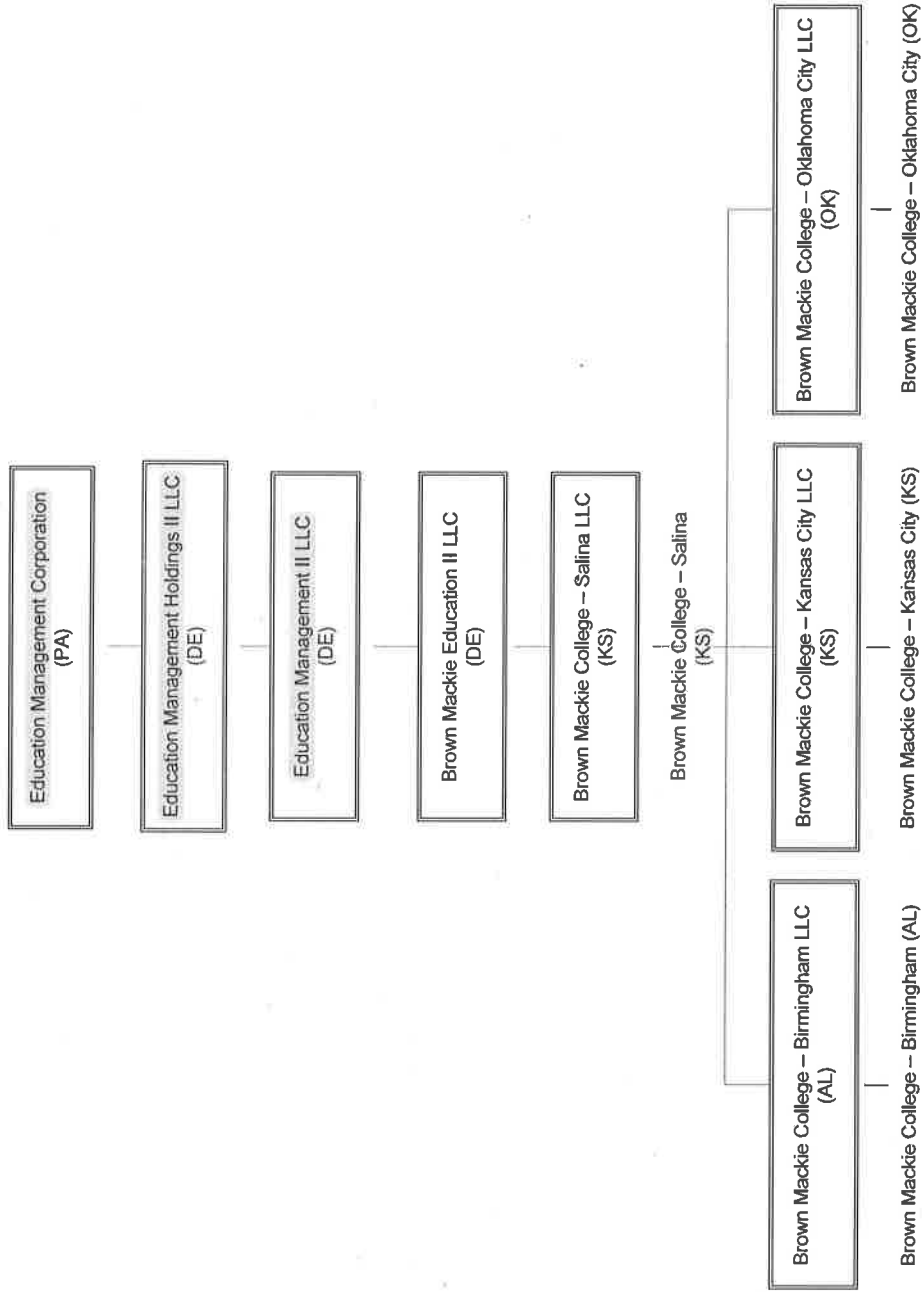 Education Management Corporation
(PA)
Education Management Holdings II LLC
(DE)
Education Management II LLC
(DE)
Brown Mackie Education II LLC
(DE)
Brown Mackie College – Salina LLC
(KS)
Brown Mackie College – Salina
(KS)
Brown Mackie College – Birmingham LLC
(AL)
Brown Mackie College – Kansas City LLC
(KS)
Brown Mackie College – Oklahoma City LLC
(OK)
Brown Mackie College – Birmingham (AL)
Brown Mackie College – Kansas City (KS)
Brown Mackie College – Oklahoma City (OK)